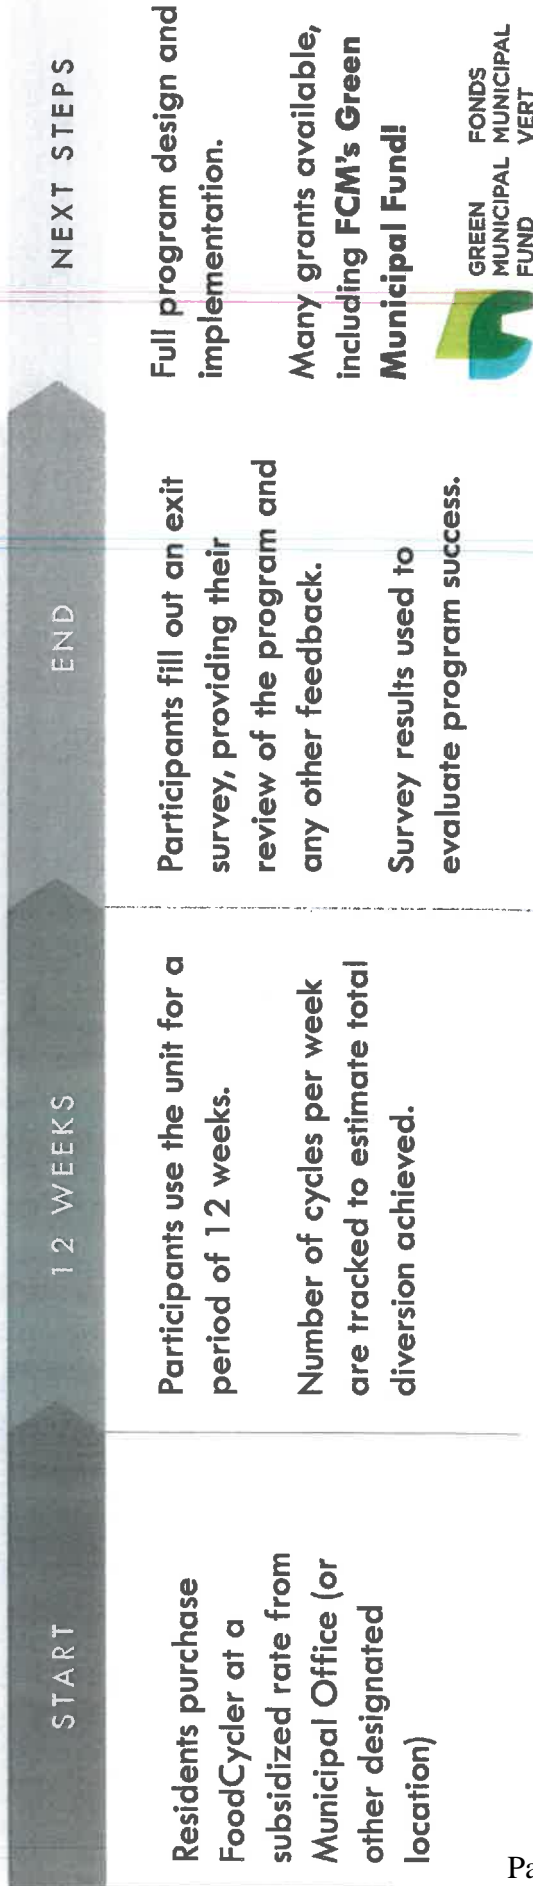 START
Residents purchase
FoodCycler at a
subsidized rate from
Municipal Office (or
other designated
location)
12 WEEKS
Participants use the unit for a
period of 12 weeks.
Number of cycles per week
are tracked to estimate total
diversion achieved.
END
Participants fill out an exit
survey, providing their
review of the program and
any other feedback.
Survey results used to
evaluate program success.
NEXT STEPS
Full program design and
implementation.
Many grants available,
including FCM's Green
Municipal Fund!
GREEN
MUNICIPAL
FUND
FONDS
MUNICIPAL
VERT
Pa